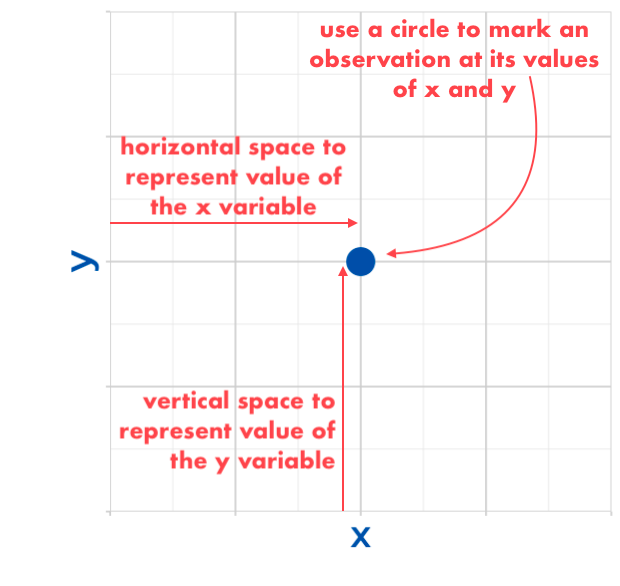 use a circle to mark an
observation at its values
of x and y
horizontal space to
represent value of
the x variable
y
vertical space to
represent value of
the y variable
x